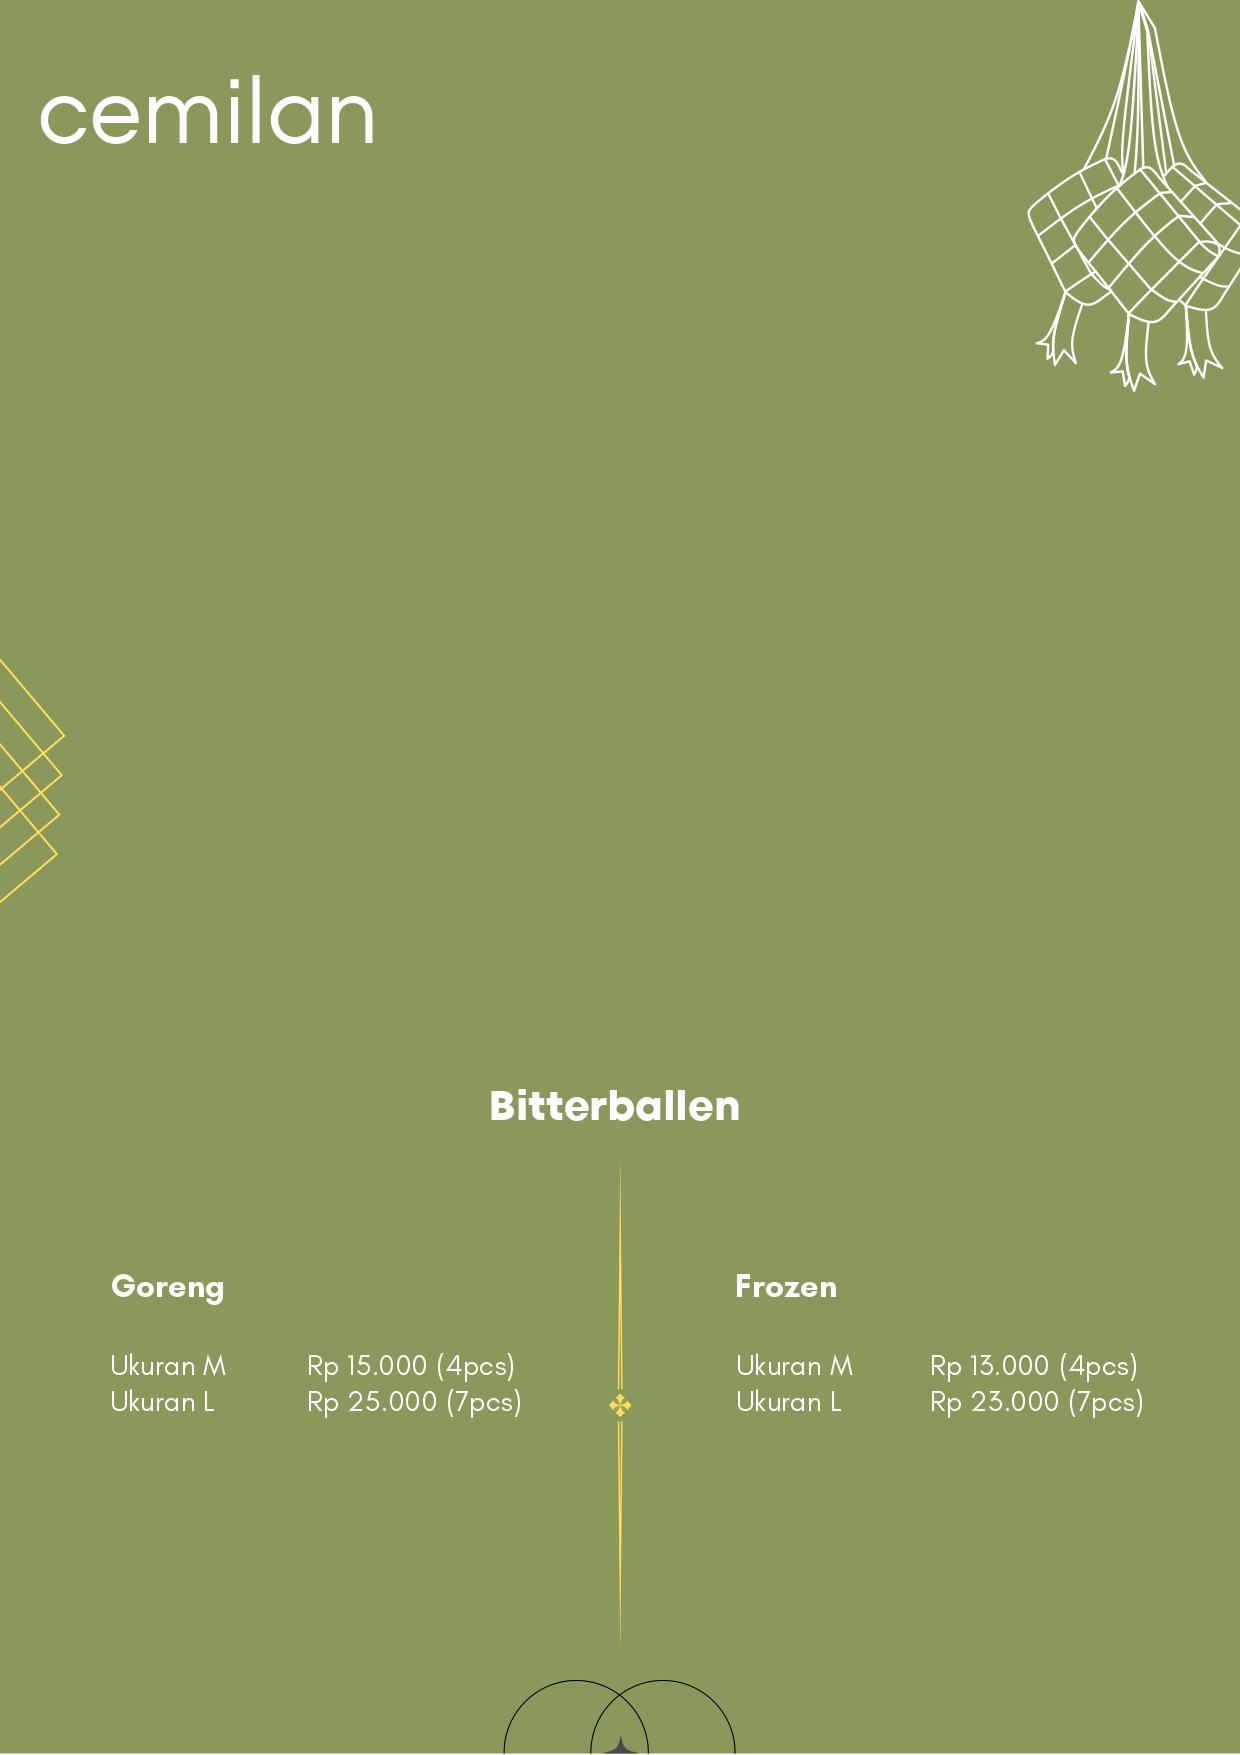 cemilan
Bitterballen
Goreng
Ukuran M Rp 15.000 (4pcs)
Ukuran L Rp 25.000 (7pcs)
Frozen
Ukuran M Rp 13.000 (4pcs)
Ukuran L Rp 23.000 (7pcs)